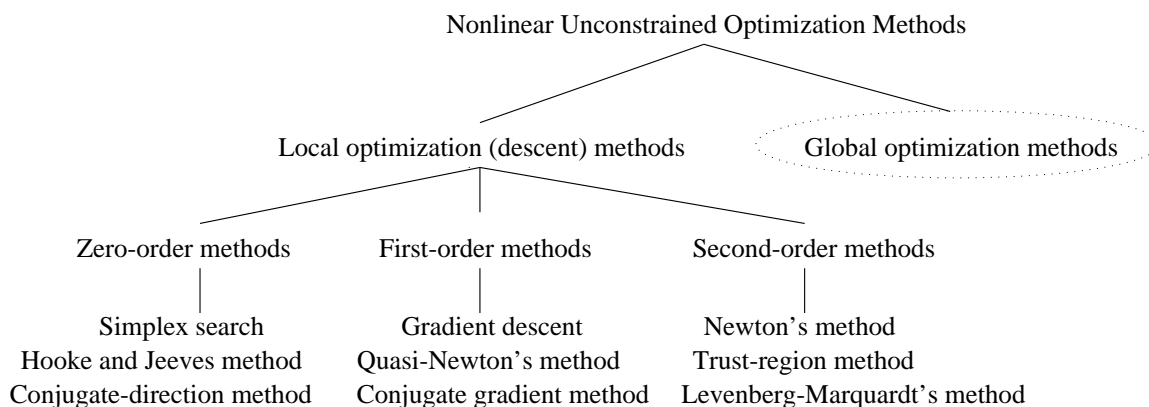 Nonlinear Unconstrained Optimization Methods
Local optimization (descent) methods
Global optimization methods
Zero-order methods
First-order methods
Second-order methods
Simplex search
Hooke and Jeeves method
Conjugate-direction method
Gradient descent
Quasi-Newton's method
Conjugate gradient method
Newton's method
Trust-region method
Levenberg-Marquardt's method